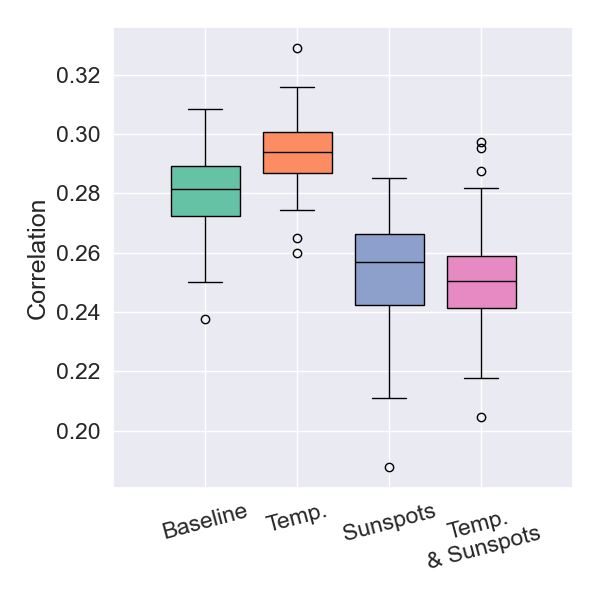 0.32
0.30
0.28
0.26
0.24
0.22
0.20
Correlation
Baseline
Temp.
Sunspots
Temp.
& Sunspots